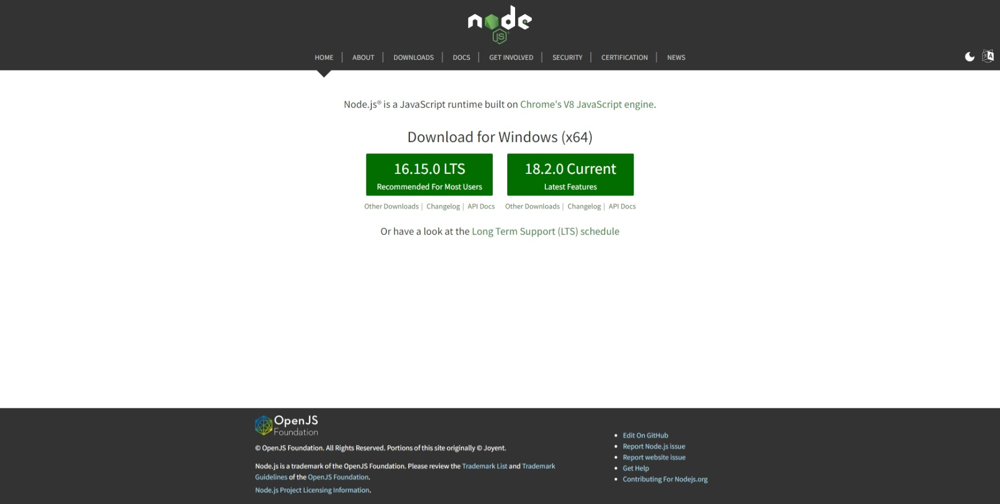 node
JS
HOME | ABOUT | DOWNLOADS | DOCS | GET INVOLVED | SECURITY | CERTIFICATION | NEWS
Node.js® is a JavaScript runtime built on Chrome's V8 JavaScript engine.
Download for Windows (x64)
16.15.0 LTS
Recommended For Most Users
18.2.0 Current
Latest Features
Other Downloads | Changelog | API Docs
Other Downloads | Changelog | API Docs
Or have a look at the Long Term Support (LTS) schedule
OpenJS
Foundation
© OpenJS Foundation. All Rights Reserved. Portions of this site originally © Joyent.
Node.js is a trademark of the OpenJS Foundation. Please review the Trademark List and Trademark
Guidelines of the OpenJS Foundation.
Node.js Project Licensing Information.
Edit On GitHub
Report Node.js issue
Report website issue
Get Help
Contributing For Nodejs.org